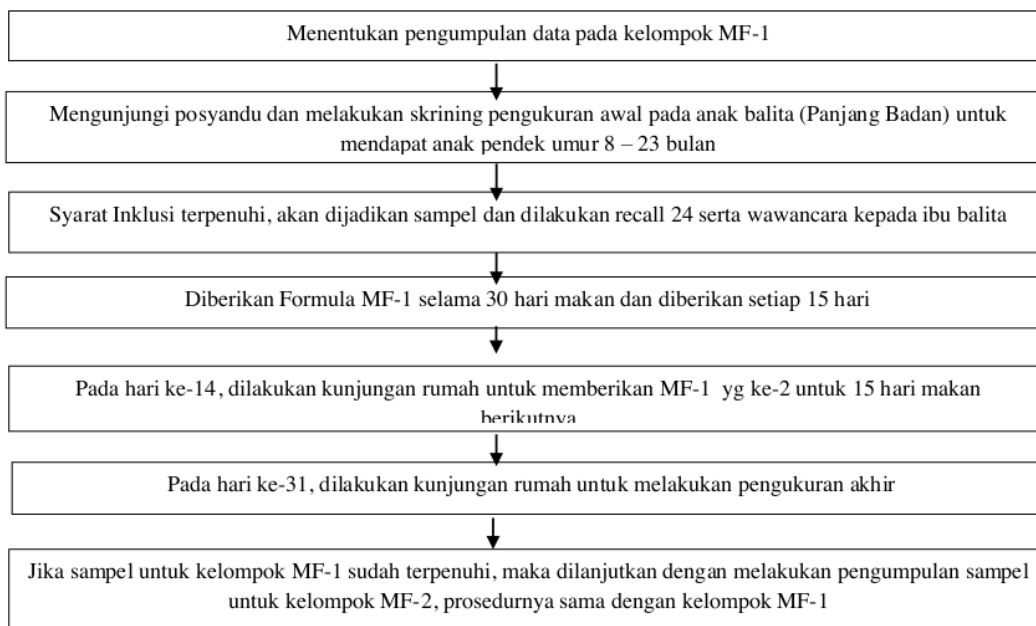 Menentukan pengumpulan data pada kelompok MF-1
Mengunjungi posyandu dan melakukan skrining pengukuran awal pada anak balita (Panjang Badan) untuk
mendapat anak pendek umur 8 – 23 bulan
Syarat Inklusi terpenuhi, akan dijadikan sampel dan dilakukan recall 24 serta wawancara kepada ibu balita
Diberikan Formula MF-1 selama 30 hari makan dan diberikan setiap 15 hari
Pada hari ke-14, dilakukan kunjungan rumah untuk memberikan MF-1 yg ke-2 untuk 15 hari makan
berikutnya
Pada hari ke-31, dilakukan kunjungan rumah untuk melakukan pengukuran akhir
Jika sampel untuk kelompok MF-1 sudah terpenuhi, maka dilanjutkan dengan melakukan pengumpulan sampel
untuk kelompok MF-2, prosedurnya sama dengan kelompok MF-1